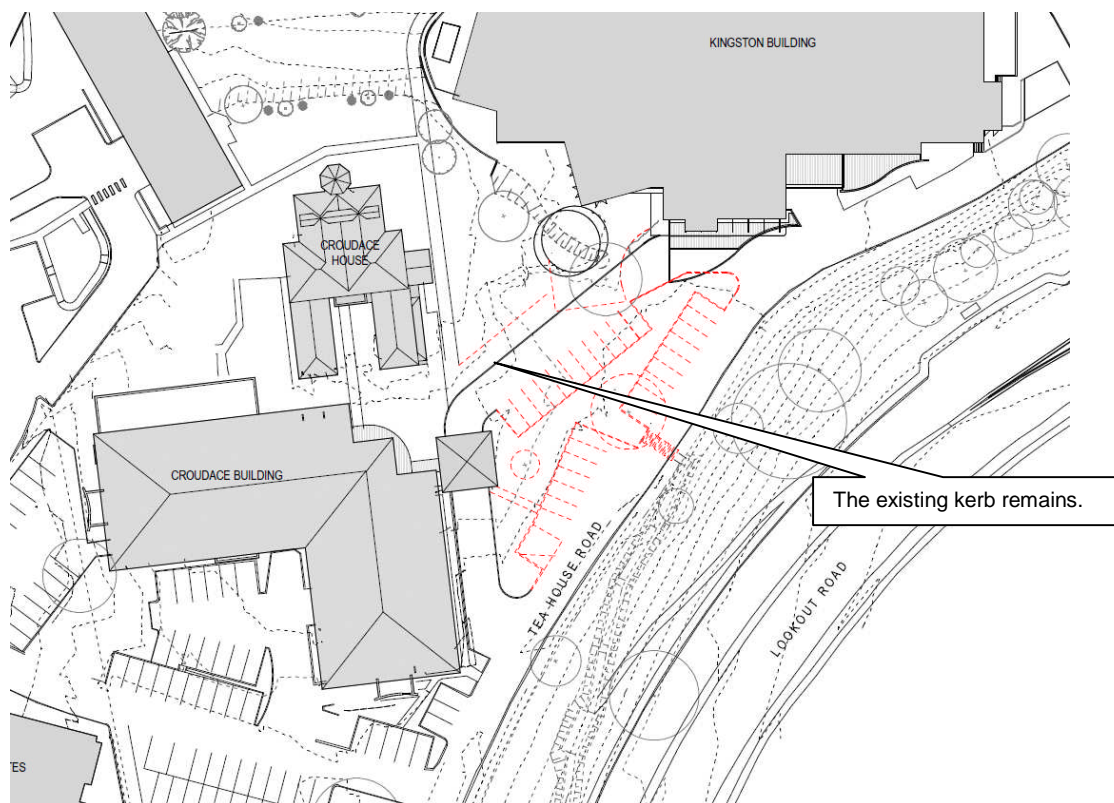 KINGSTON BUILDING
CROUDACE
HOUSE
CROUDACE BUILDING
The existing kerb remains.
TEA HOUSE ROAD
LOOKOUT ROAD
TES